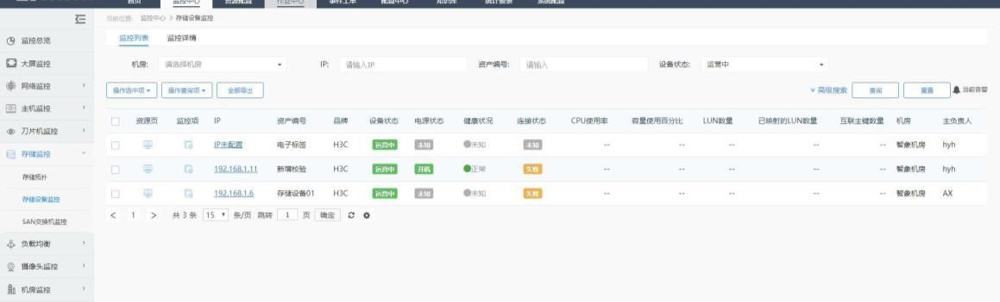 首页 监控中心 资源配置 作业中心 事件工单 配置中心 知识库 统计报表 系统配置
当前位置: 监控中心 > 存储设备监控
监控总览
大屏监控
网络监控
主机监控
刀片机监控
存储监控
存储拓扑
存储设备监控
SAN交换机监控
负载均衡
摄像头监控
机房监控
监控列表 监控详情
机房: 请选择机房 IP: 请输入IP 资产编号: 请输入 设备状态: 运营中
操作选中项 操作查询项 全部导出 高级搜索 查询 重置 当前告警
资源页 监控项 IP 资产编号 品牌 设备状态 电源状态 健康状况 连接状态 CPU使用率 容量使用百分比 LUN数量 已映射的LUN数量 互联主键数量 机房 主负责人
IP未配置 电子标签 H3C 运营中 未知 未知 未知 -- -- -- -- -- 智象机房 hyh
192.168.1.11 新增校验 H3C 运营中 开机 正常 失败 -- -- -- -- -- 智象机房 hyh
192.168.1.6 存储设备01 H3C 运营中 未知 未知 失败 -- -- -- -- -- 智象机房 AX
< 1 > 共 3 条 15 条/页 跳转 1 页 确定